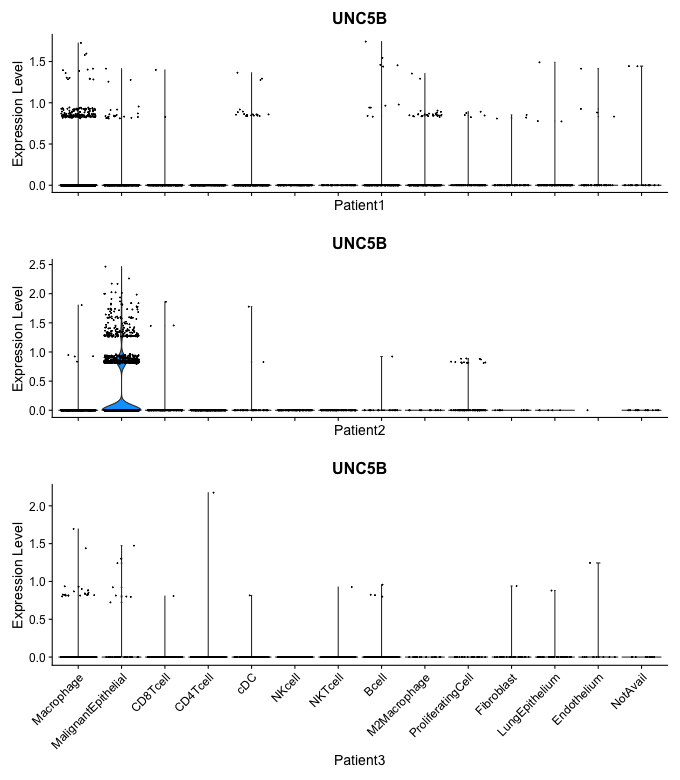 UNC5B
Expression Level
1.5
1.0
0.5
0.0
Patient1
UNC5B
Expression Level
2.5
2.0
1.5
1.0
0.5
0.0
Patient2
UNC5B
Expression Level
2.0
1.5
1.0
0.5
0.0
Macrophage
MalignantEpithelial
CD8Tcell
CD4Tcell
cDC
NKcell
NKTcell
Bcell
M2Macrophage
ProliferatingCell
Fibroblast
LungEpithelium
Endothelium
NotAvail
Patient3